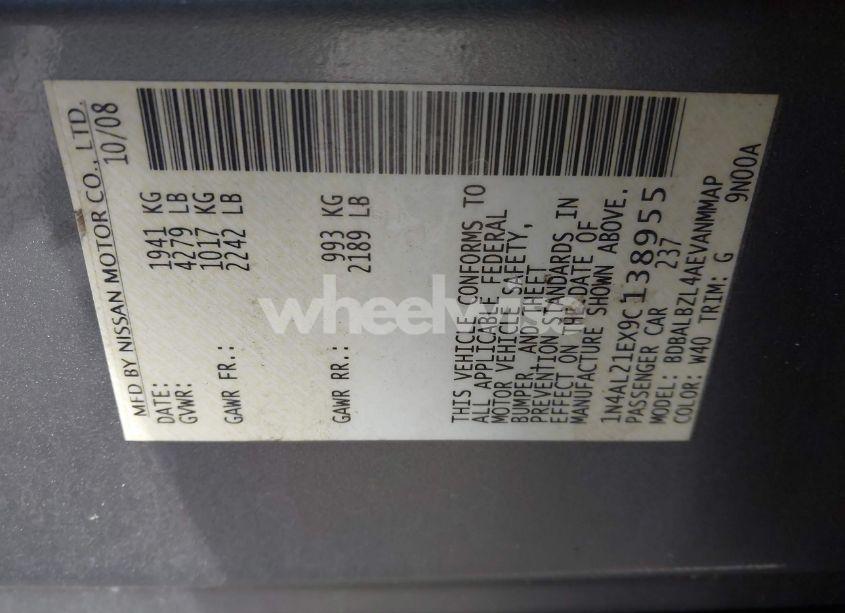 MFD BY NISSAN MOTOR CO., LTD.
DATE: 10/08
GVWR: 1941 KG
4279 LB
GAWR FR.: 1017 KG
2242 LB
GAWR RR.: 993 KG
2189 LB
THIS VEHICLE CONFORMS TO
ALL APPLICABLE FEDERAL
MOTOR VEHICLE SAFETY,
BUMPER, AND THEFT
PREVENTION STANDARDS IN
EFFECT ON THE DATE OF
MANUFACTURE SHOWN ABOVE.
1N4AL21EX9C138955
PASSENGER CAR 237
MODEL: BDBALBZL4AEVANMMAP
COLOR: W40 TRIM: G 9N00A